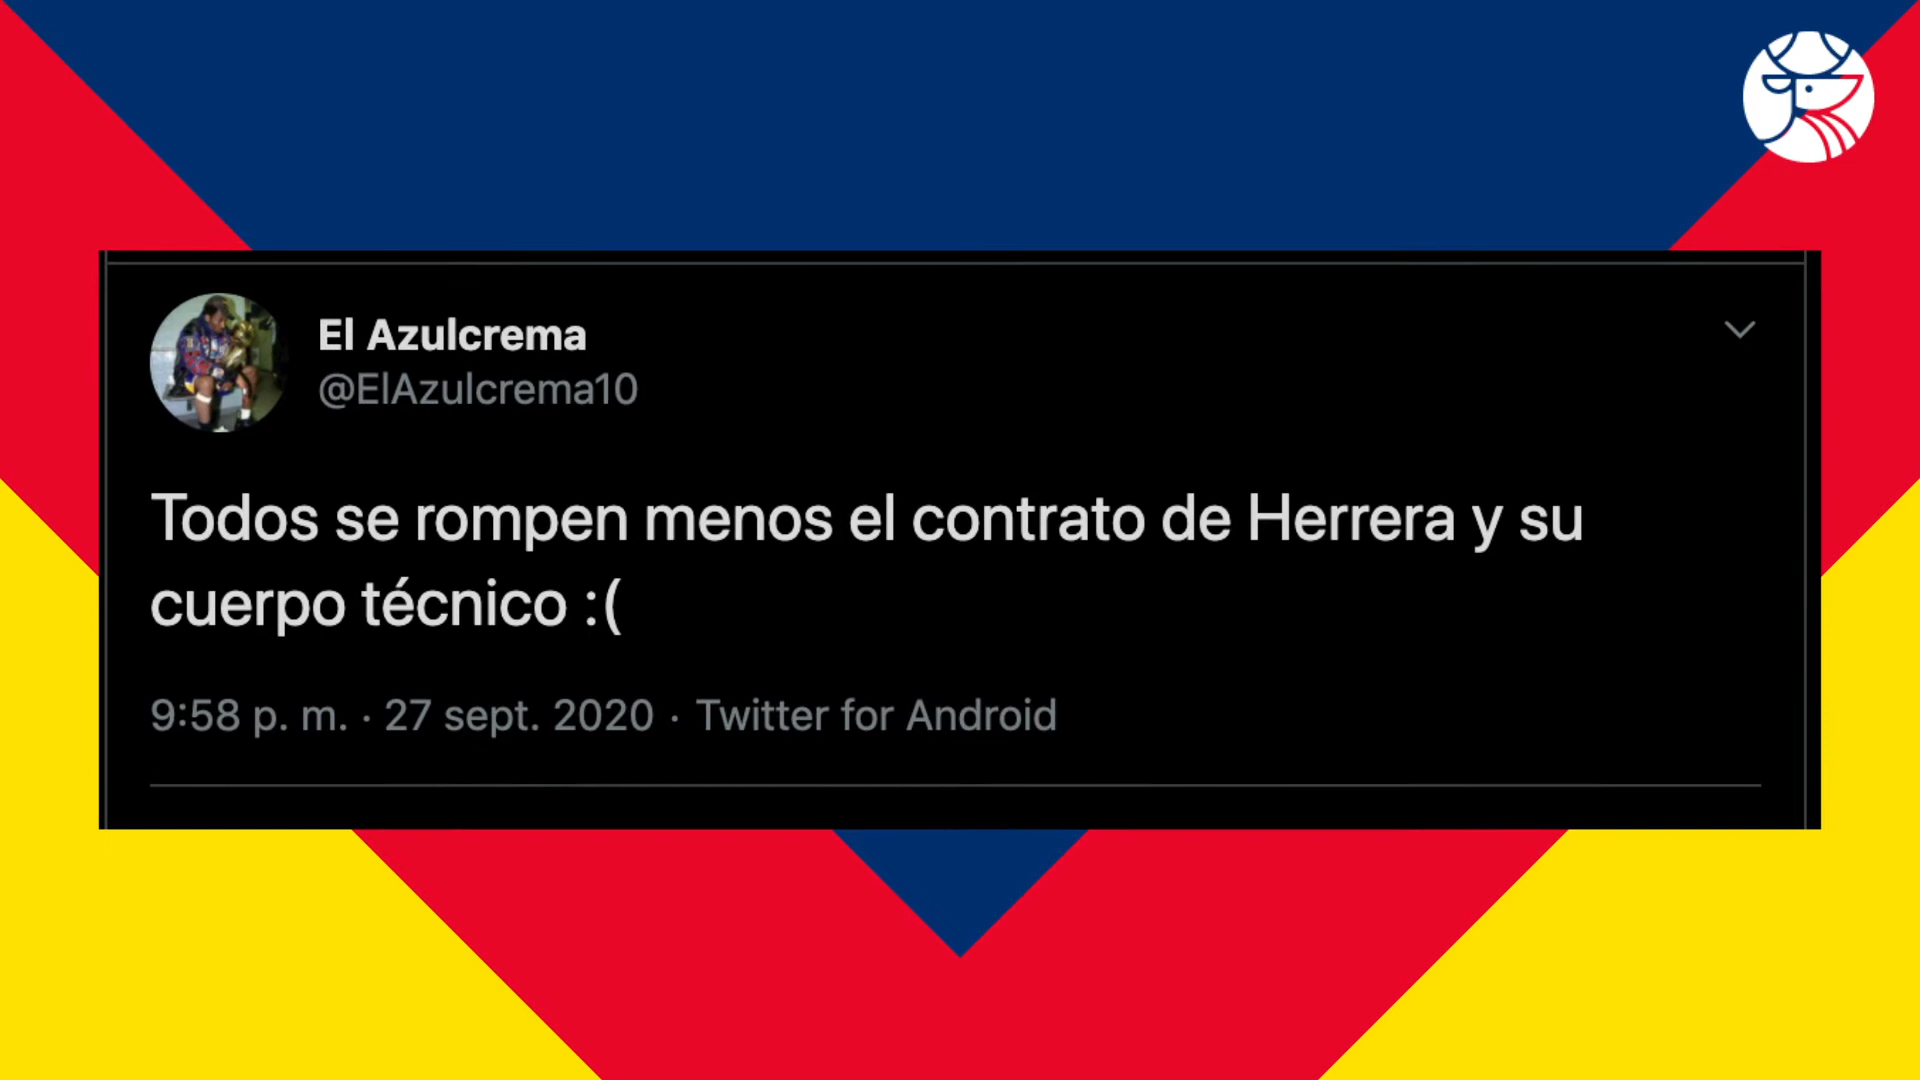 El Azulcrema
@ElAzulcrema10
Todos se rompen menos el contrato de Herrera y su
cuerpo técnico :(
9:58 p. m. · 27 sept. 2020 · Twitter for Android